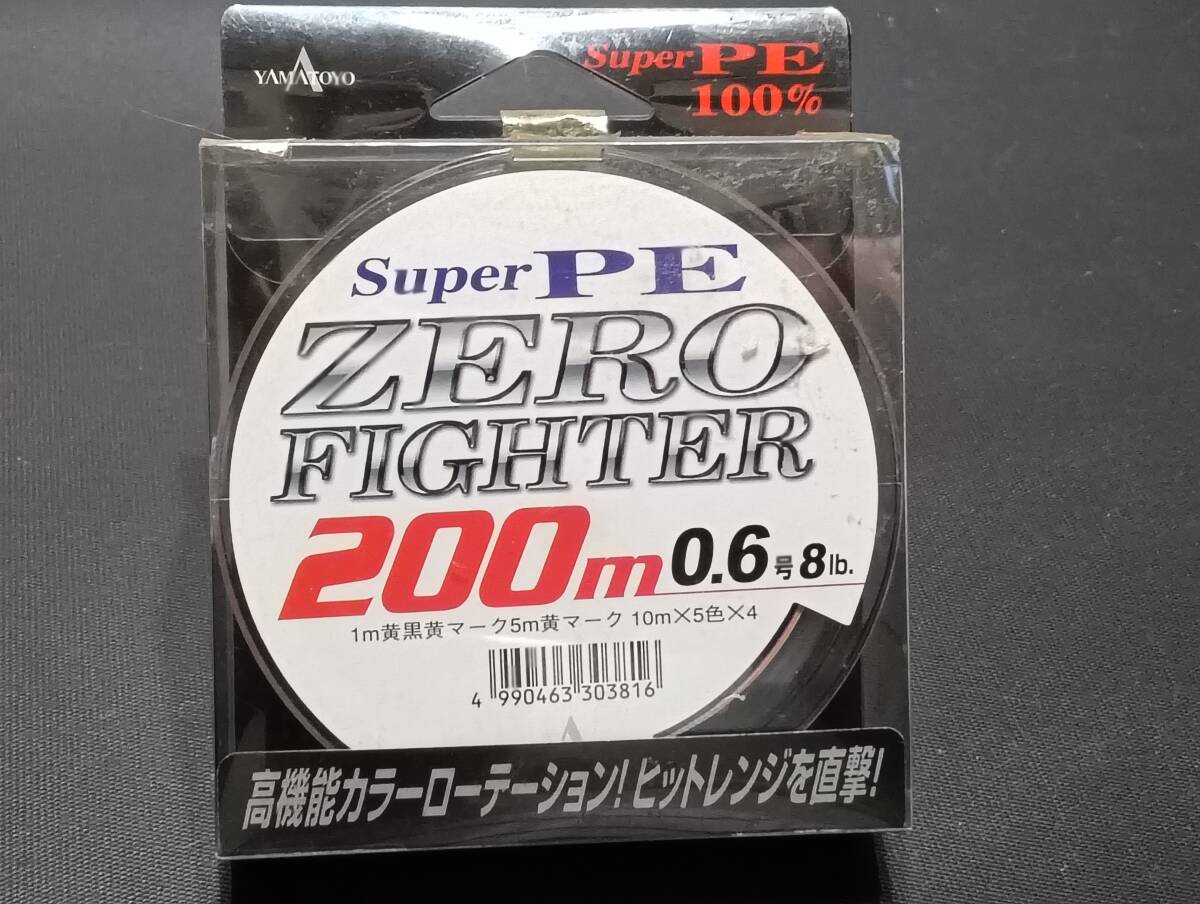 YAMATOYO
Super PE
100%
Super PE
ZERO
FIGHTER
200m 0.6号 8lb.
1m黄黒黄マーク5m黄マーク 10m×5色×4
4 990463 303816
高機能カラーローテーション!ヒットレンジを直撃!